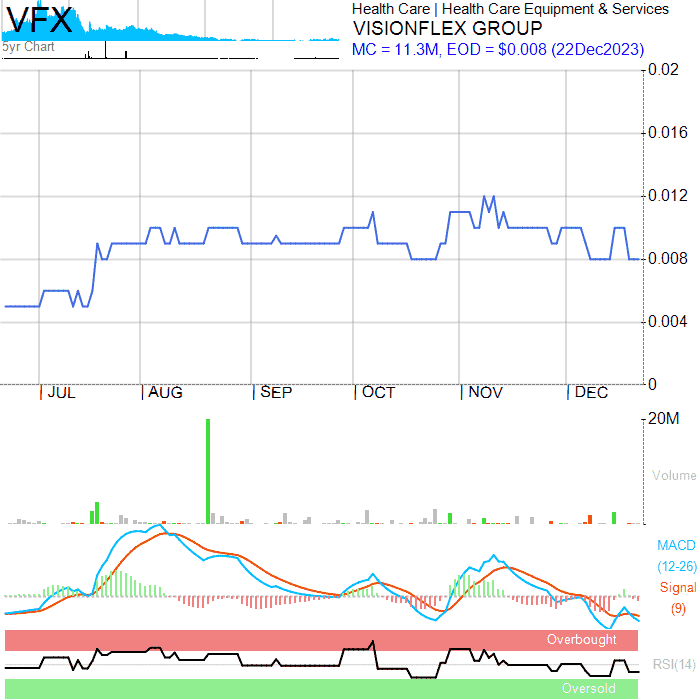 VFX
5yr Chart
Health Care | Health Care Equipment & Services
VISIONFLEX GROUP
MC = 11.3M, EOD = $0.008 (22Dec2023)
0.02
0.016
0.012
0.008
0.004
0
JUL AUG SEP OCT NOV DEC
20M
Volume
MACD
(12-26)
Signal
(9)
Overbought
RSI(14)
Oversold